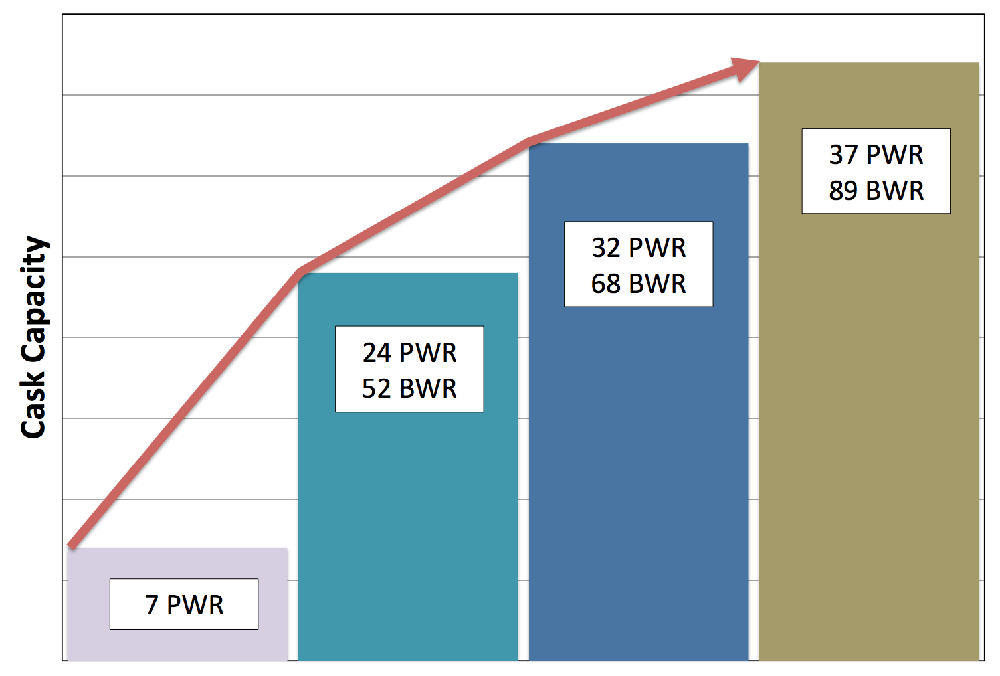 Cask Capacity
7 PWR
24 PWR
52 BWR
32 PWR
68 BWR
37 PWR
89 BWR